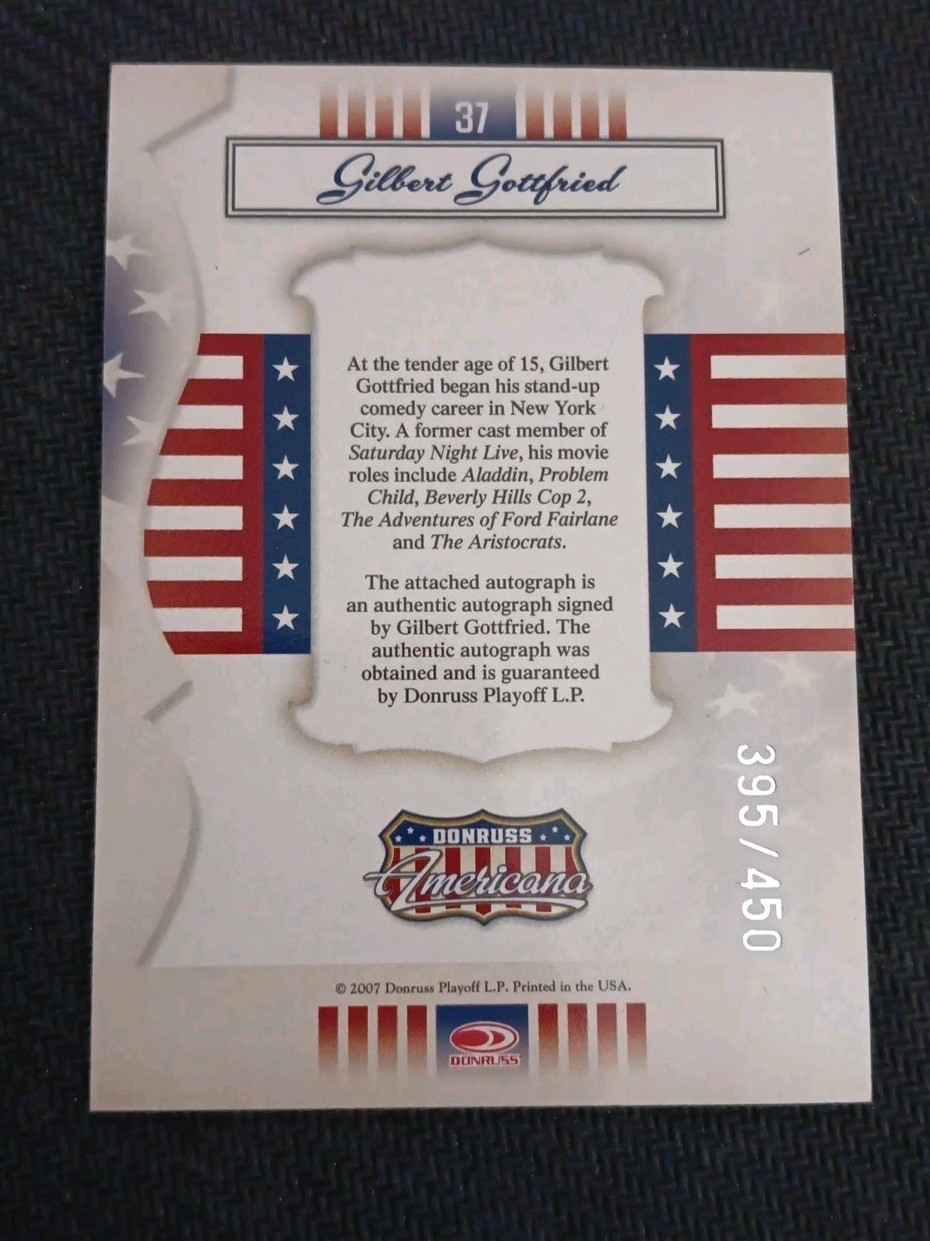 37
Gilbert Gottfried
At the tender age of 15, Gilbert
Gottfried began his stand-up
comedy career in New York
City. A former cast member of
Saturday Night Live, his movie
roles include Aladdin, Problem
Child, Beverly Hills Cop 2,
The Adventures of Ford Fairlane
and The Aristocrats.
The attached autograph is
an authentic autograph signed
by Gilbert Gottfried. The
authentic autograph was
obtained and is guaranteed
by Donruss Playoff L.P.
395/450
DONRUSS
Americana
© 2007 Donruss Playoff L.P. Printed in the USA.
DONRUSS